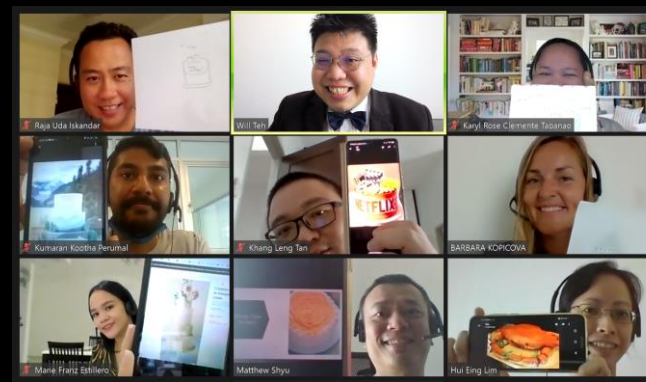 Raja Uda Iskandar
Will Teh
Karyl Rose Clemente Tabanao
Kumaran Kootha Perumal
Khang Leng Tan
NETFLIX
BARBARA KOPICOVA
Marie Franz Estillero
Matthew Shyu
Hui Eing Lim